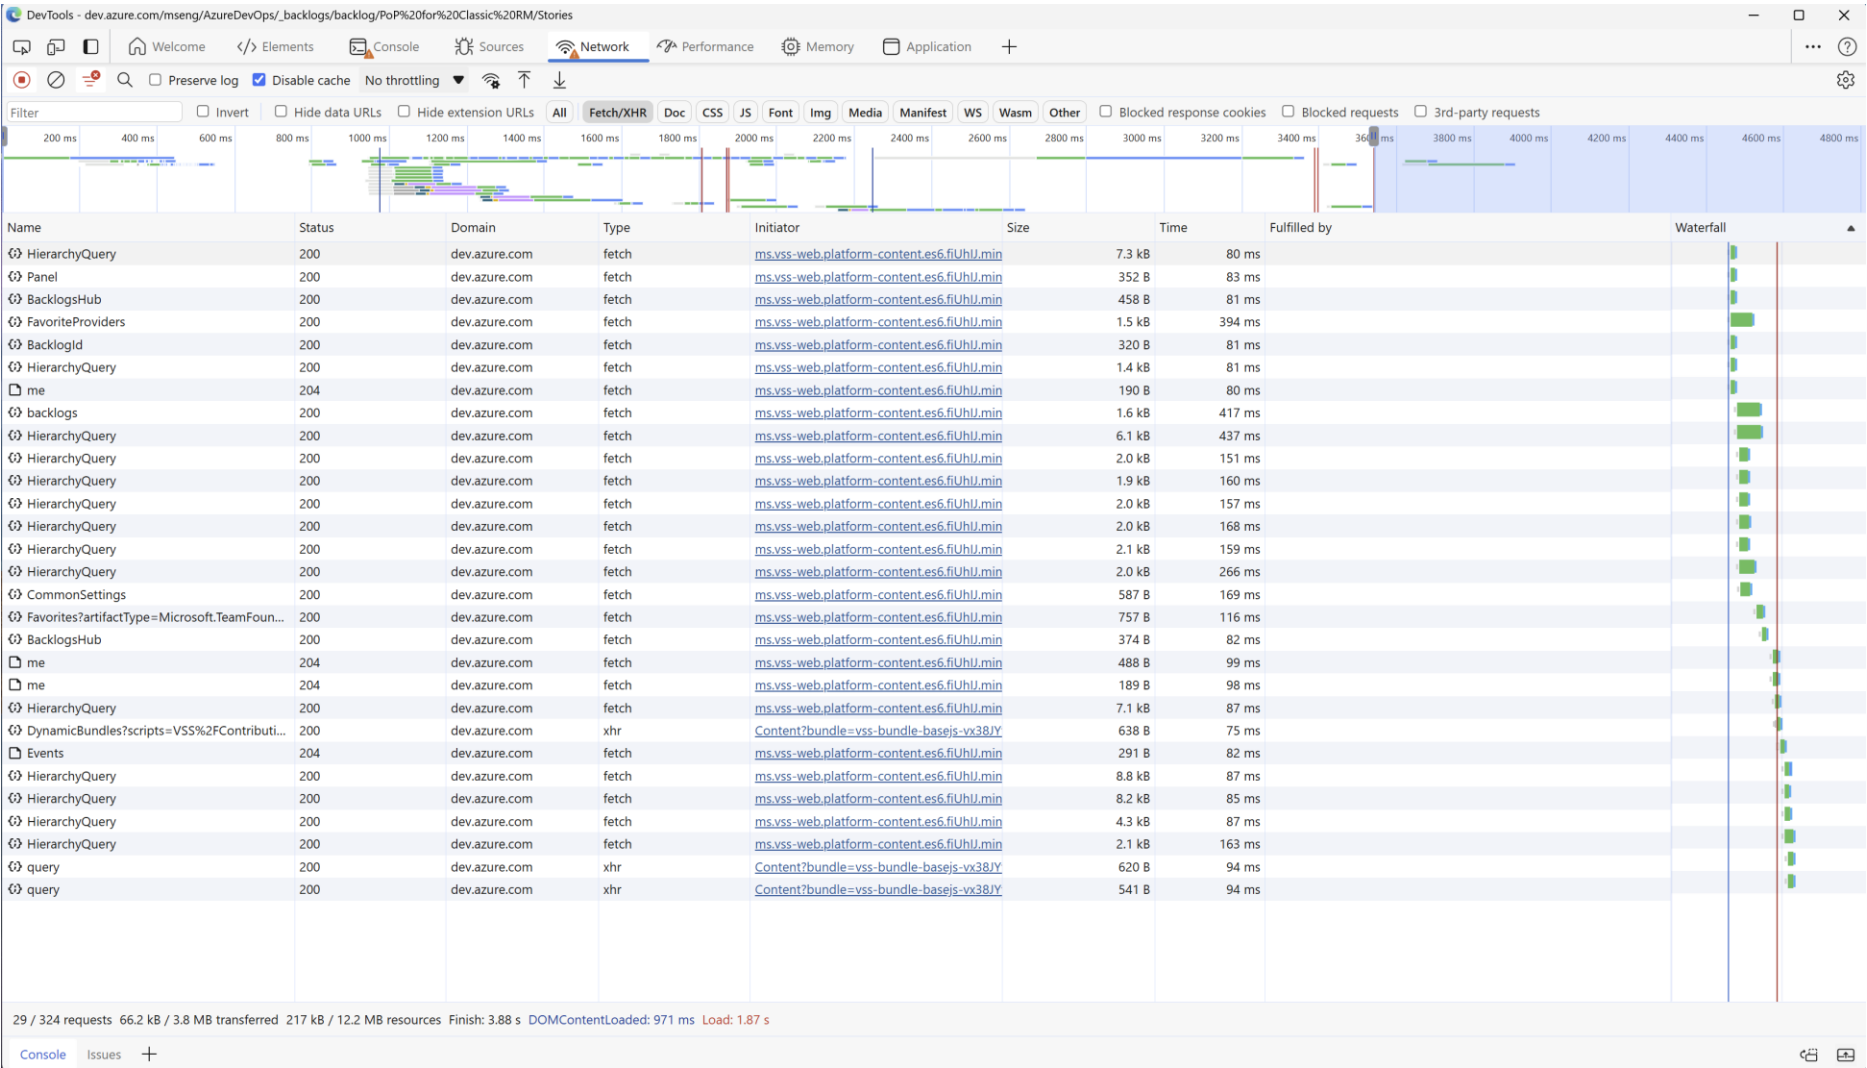 DevTools - dev.azure.com/mseng/AzureDevOps/_backlogs/backlog/PoP%20for%20Classic%20RM/Stories
Welcome </> Elements Console Sources Network Performance Memory Application
Preserve log Disable cache No throttling
Filter Invert Hide data URLs Hide extension URLs All Fetch/XHR Doc CSS JS Font Img Media Manifest WS Wasm Other Blocked response cookies Blocked requests 3rd-party requests
200 ms 400 ms 600 ms 800 ms 1000 ms 1200 ms 1400 ms 1600 ms 1800 ms 2000 ms 2200 ms 2400 ms 2600 ms 2800 ms 3000 ms 3200 ms 3400 ms ms 3800 ms 4000 ms 4200 ms 4400 ms 4600 ms 4800 ms
Name Status Domain Type Initiator Size Time Fulfilled by Waterfall
HierarchyQuery 200 dev.azure.com fetch ms.vss-web.platform-content.es6.fiUhIJ.min 7.3 kB 80 ms
Panel 200 dev.azure.com fetch ms.vss-web.platform-content.es6.fiUhIJ.min 352 B 83 ms
BacklogsHub 200 dev.azure.com fetch ms.vss-web.platform-content.es6.fiUhIJ.min 458 B 81 ms
FavoriteProviders 200 dev.azure.com fetch ms.vss-web.platform-content.es6.fiUhIJ.min 1.5 kB 394 ms
BacklogId 200 dev.azure.com fetch ms.vss-web.platform-content.es6.fiUhIJ.min 320 B 81 ms
HierarchyQuery 200 dev.azure.com fetch ms.vss-web.platform-content.es6.fiUhIJ.min 1.4 kB 81 ms
me 204 dev.azure.com fetch ms.vss-web.platform-content.es6.fiUhIJ.min 190 B 80 ms
backlogs 200 dev.azure.com fetch ms.vss-web.platform-content.es6.fiUhIJ.min 1.6 kB 417 ms
HierarchyQuery 200 dev.azure.com fetch ms.vss-web.platform-content.es6.fiUhIJ.min 6.1 kB 437 ms
HierarchyQuery 200 dev.azure.com fetch ms.vss-web.platform-content.es6.fiUhIJ.min 2.0 kB 151 ms
HierarchyQuery 200 dev.azure.com fetch ms.vss-web.platform-content.es6.fiUhIJ.min 1.9 kB 160 ms
HierarchyQuery 200 dev.azure.com fetch ms.vss-web.platform-content.es6.fiUhIJ.min 2.0 kB 157 ms
HierarchyQuery 200 dev.azure.com fetch ms.vss-web.platform-content.es6.fiUhIJ.min 2.0 kB 168 ms
HierarchyQuery 200 dev.azure.com fetch ms.vss-web.platform-content.es6.fiUhIJ.min 2.1 kB 159 ms
HierarchyQuery 200 dev.azure.com fetch ms.vss-web.platform-content.es6.fiUhIJ.min 2.0 kB 266 ms
CommonSettings 200 dev.azure.com fetch ms.vss-web.platform-content.es6.fiUhIJ.min 587 B 169 ms
Favorites?artifactType=Microsoft.TeamFoun... 200 dev.azure.com fetch ms.vss-web.platform-content.es6.fiUhIJ.min 757 B 116 ms
BacklogsHub 200 dev.azure.com fetch ms.vss-web.platform-content.es6.fiUhIJ.min 374 B 82 ms
me 204 dev.azure.com fetch ms.vss-web.platform-content.es6.fiUhIJ.min 488 B 99 ms
me 204 dev.azure.com fetch ms.vss-web.platform-content.es6.fiUhIJ.min 189 B 98 ms
HierarchyQuery 200 dev.azure.com fetch ms.vss-web.platform-content.es6.fiUhIJ.min 7.1 kB 87 ms
DynamicBundles?scripts=VSS%2FContributi... 200 dev.azure.com xhr Content?bundle=vss-bundle-basejs-vx38JY 638 B 75 ms
Events 204 dev.azure.com fetch ms.vss-web.platform-content.es6.fiUhIJ.min 291 B 82 ms
HierarchyQuery 200 dev.azure.com fetch ms.vss-web.platform-content.es6.fiUhIJ.min 8.8 kB 87 ms
HierarchyQuery 200 dev.azure.com fetch ms.vss-web.platform-content.es6.fiUhIJ.min 8.2 kB 85 ms
HierarchyQuery 200 dev.azure.com fetch ms.vss-web.platform-content.es6.fiUhIJ.min 4.3 kB 87 ms
HierarchyQuery 200 dev.azure.com fetch ms.vss-web.platform-content.es6.fiUhIJ.min 2.1 kB 163 ms
query 200 dev.azure.com xhr Content?bundle=vss-bundle-basejs-vx38JY 620 B 94 ms
query 200 dev.azure.com xhr Content?bundle=vss-bundle-basejs-vx38JY 541 B 94 ms
29 / 324 requests 66.2 kB / 3.8 MB transferred 217 kB / 12.2 MB resources Finish: 3.88 s DOMContentLoaded: 971 ms Load: 1.87 s
Console Issues